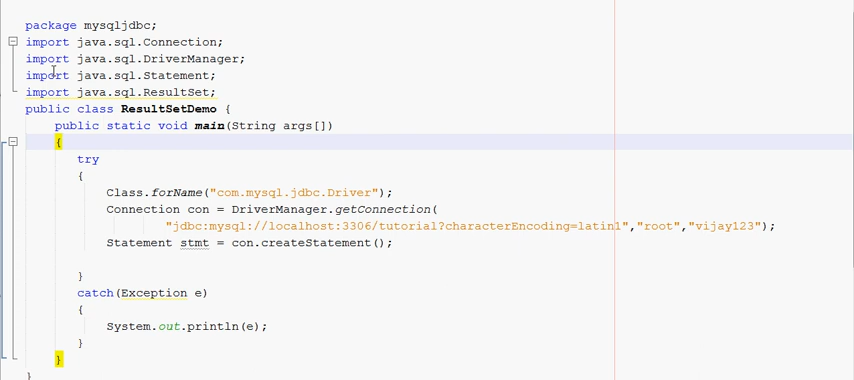 package mysqljdbc;
import java.sql.Connection;
import java.sql.DriverManager;
import java.sql.Statement;
import java.sql.ResultSet;
public class ResultSetDemo {
public static void main(String args[])
{
try
{
Class.forName("com.mysql.jdbc.Driver");
Connection con = DriverManager.getConnection(
"jdbc:mysql://localhost:3306/tutorial?characterEncoding=latin1","root","vijay123");
Statement stmt = con.createStatement();
}
catch(Exception e)
{
System.out.println(e);
}
}
}